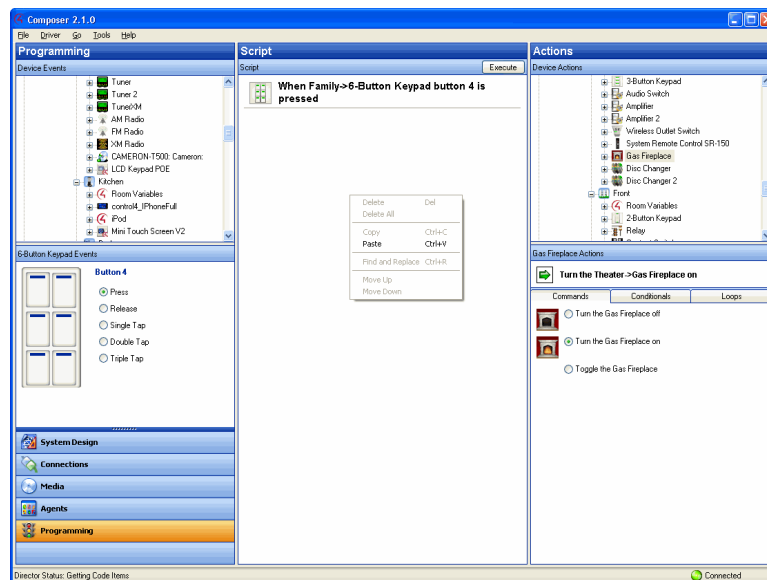 Composer 2.1.0
File Driver Go Tools Help
Programming
Device Events
Tuner
Tuner 2
TunerXM
AM Radio
FM Radio
XM Radio
CAMERON-T500: Cameron:
LCD Keypad POE
Kitchen
Room Variables
control4_IPhoneFull
iPod
Mini Touch Screen V2
6-Button Keypad Events
Button 4
Press
Release
Single Tap
Double Tap
Triple Tap
System Design
Connections
Media
Agents
Programming
Script
Script Execute
When Family->6-Button Keypad button 4 is
pressed
Delete Del
Delete All
Copy Ctrl+C
Paste Ctrl+V
Find and Replace Ctrl+R
Move Up
Move Down
Actions
Device Actions
3-Button Keypad
Audio Switch
Amplifier
Amplifier 2
Wireless Outlet Switch
System Remote Control SR-150
Gas Fireplace
Disc Changer
Disc Changer 2
Front
Room Variables
2-Button Keypad
Relay
Gas Fireplace Actions
Turn the Theater->Gas Fireplace on
Commands Conditionals Loops
Turn the Gas Fireplace off
Turn the Gas Fireplace on
Toggle the Gas Fireplace
Director Status: Getting Code Items Connected